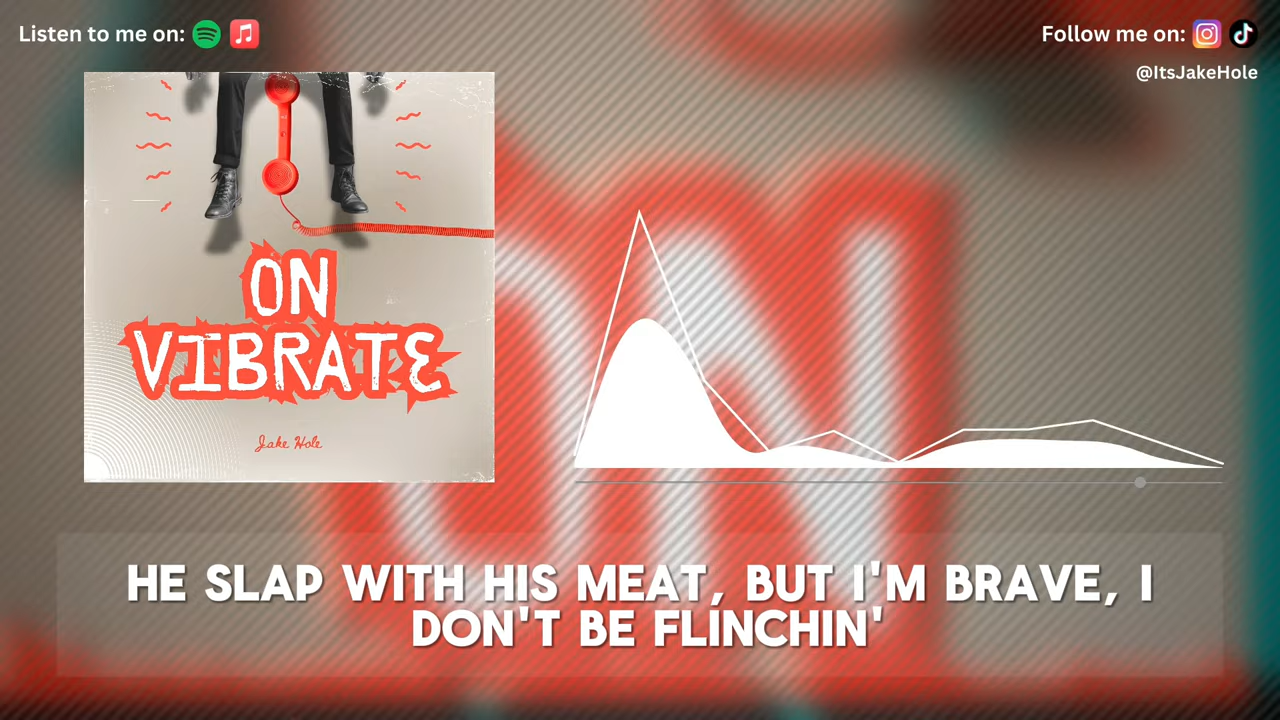 Listen to me on:
Follow me on:
@ItsJakeHole
ON
VIBRATE
Jake Hole
HE SLAP WITH HIS MEAT, BUT I'M BRAVE, I
DON'T BE FLINCHIN'